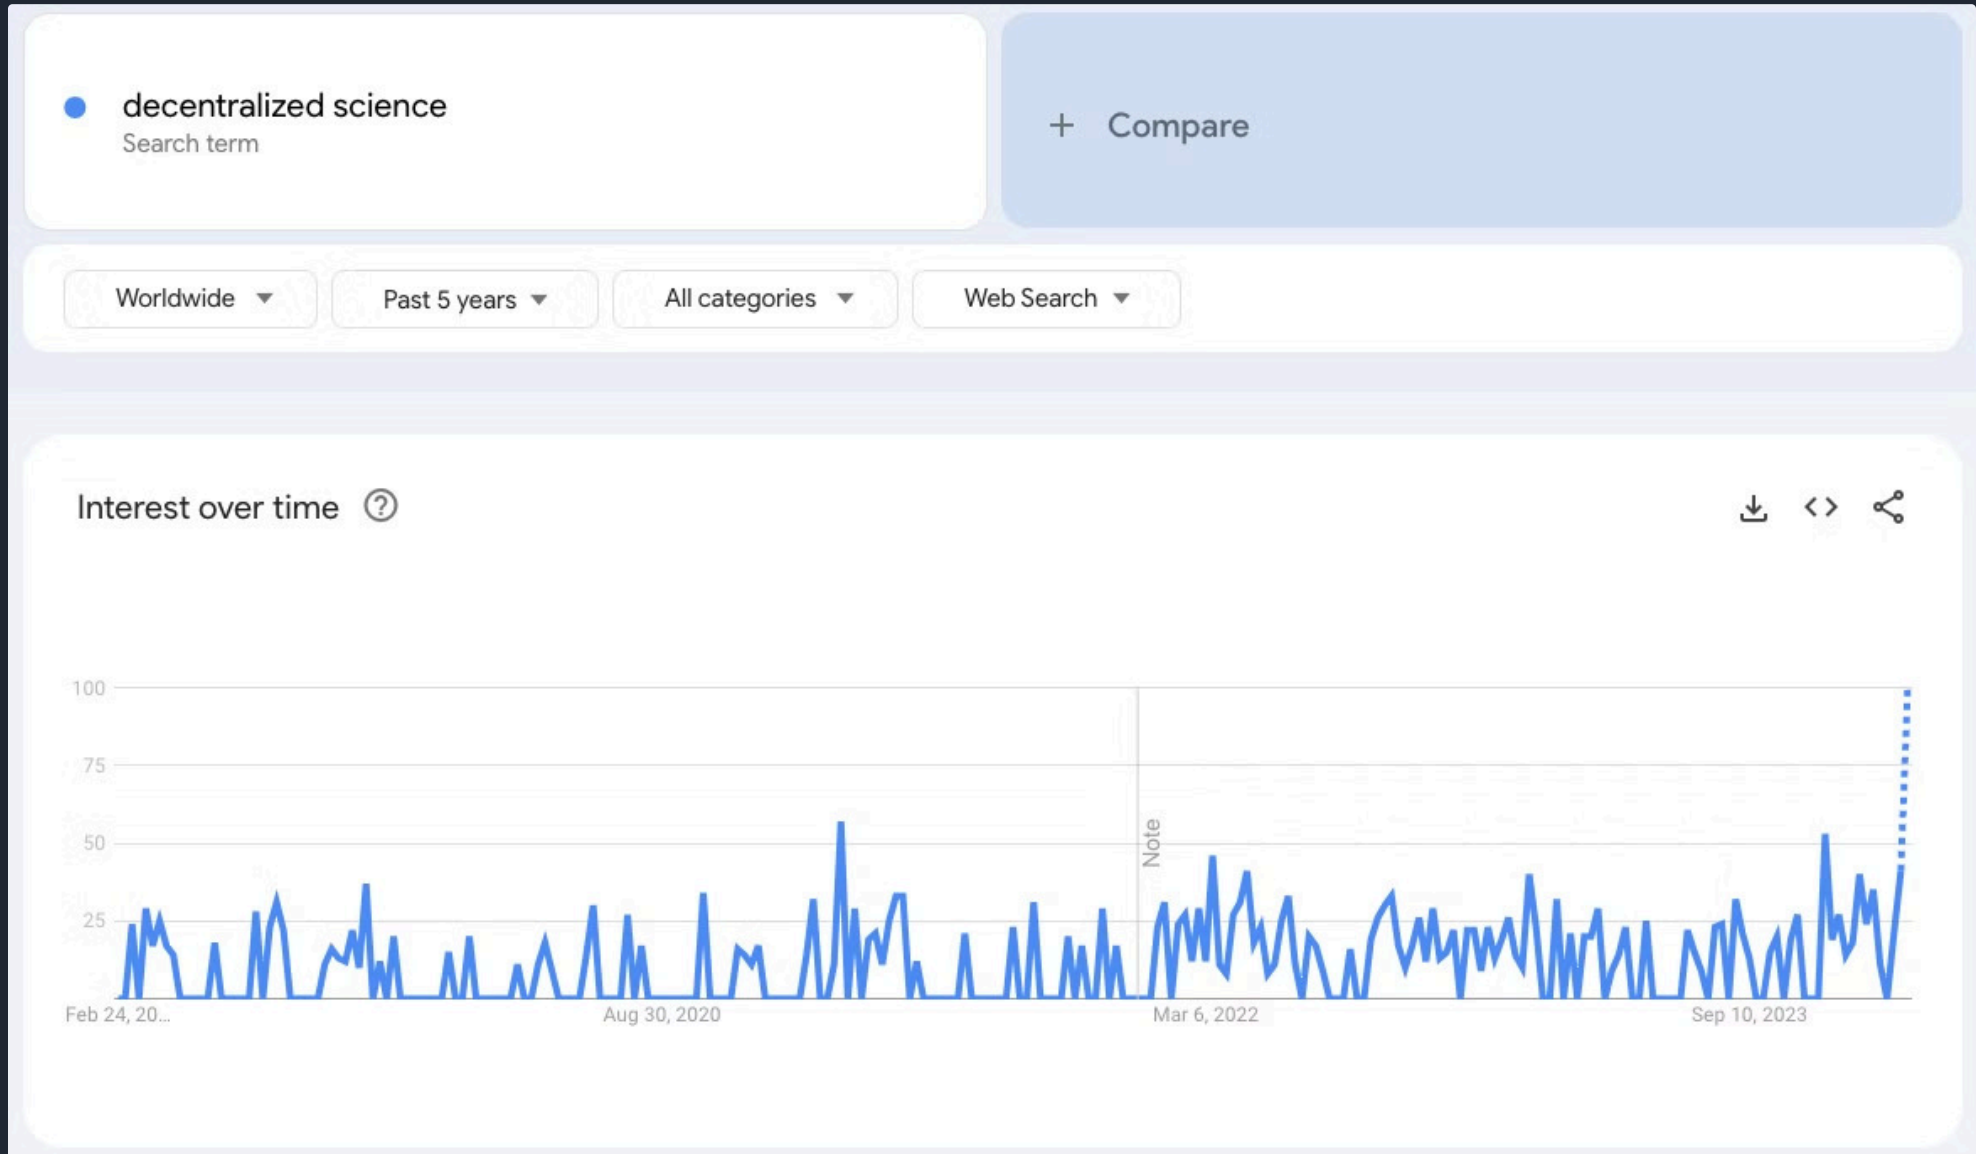 decentralized science
Search term
+ Compare
Worldwide
Past 5 years
All categories
Web Search
Interest over time
100
75
50
25
Note
Feb 24, 20...
Aug 30, 2020
Mar 6, 2022
Sep 10, 2023